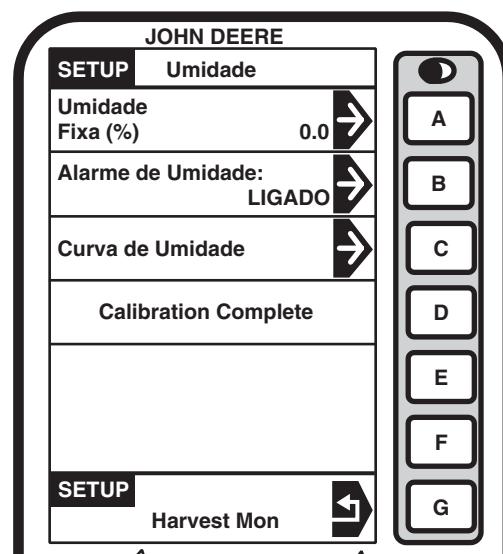 JOHN DEERE
SETUP Umidade
Umidade
Fixa (%) 0.0
A
Alarme de Umidade:
LIGADO
B
Curva de Umidade
C
Calibration Complete
D
E
F
SETUP
Harvest Mon
G